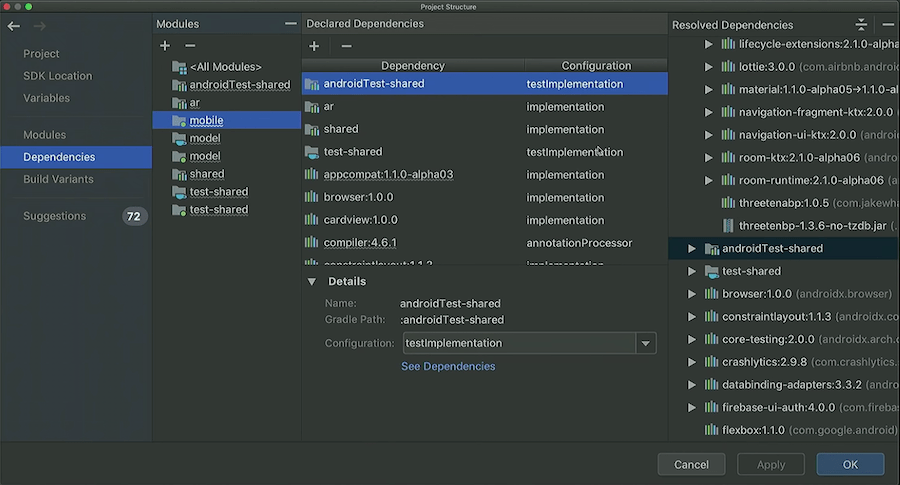 Project Structure
Project
SDK Location
Variables
Modules
Dependencies
Build Variants
Suggestions 72
Modules
<All Modules>
androidTest-shared
ar
mobile
model
model
shared
test-shared
test-shared
Declared Dependencies
Dependency Configuration
androidTest-shared testImplementation
ar implementation
shared implementation
test-shared testImplementation
appcompat:1.1.0-alpha03 implementation
browser:1.0.0 implementation
cardview:1.0.0 implementation
compiler:4.6.1 annotationProcessor
constraintlayout:1.1.3 implementation
Details
Name: androidTest-shared
Gradle Path: :androidTest-shared
Configuration: testImplementation
See Dependencies
Resolved Dependencies
lifecycle-extensions:2.1.0-alpha
lottie:3.0.0 (com.airbnb.androi
material:1.1.0-alpha05→1.1.0-al
navigation-fragment-ktx:2.0.0 (
navigation-ui-ktx:2.0.0 (androi
room-ktx:2.1.0-alpha06 (andro
room-runtime:2.1.0-alpha06 (a
threetenabp:1.0.5 (com.jakewha
threetenbp-1.3.6-no-tzdb.jar (.
androidTest-shared
test-shared
browser:1.0.0 (androidx.browser)
constraintlayout:1.1.3 (androidx.co
core-testing:2.0.0 (androidx.arch.c
crashlytics:2.9.8 (com.crashlytics.
databinding-adapters:3.3.2 (andro
firebase-ui-auth:4.0.0 (com.fireba
flexbox:1.1.0 (com.google.android)
Cancel
Apply
OK